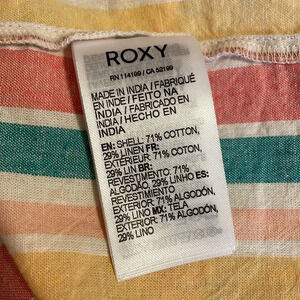 ROXY
RN 114199 / CA 52199
MADE IN INDIA / FABRIQUÉ
EN INDE / FEITO NA
INDIA / FABRICADO EN
INDIA / HECHO EN
INDIA
EN: SHELL: 71% COTTON,
29% LINEN FR:
EXTÉRIEUR: 71% COTON,
29% LIN BR:
REVESTIMENTO: 71%
ALGODÃO, 29% LINHO ES:
REVESTIMIENTO
EXTERIOR: 71% ALGODÓN,
29% LINO MX: TELA
EXTERIOR: 71% ALGODÓN,
29% LINO